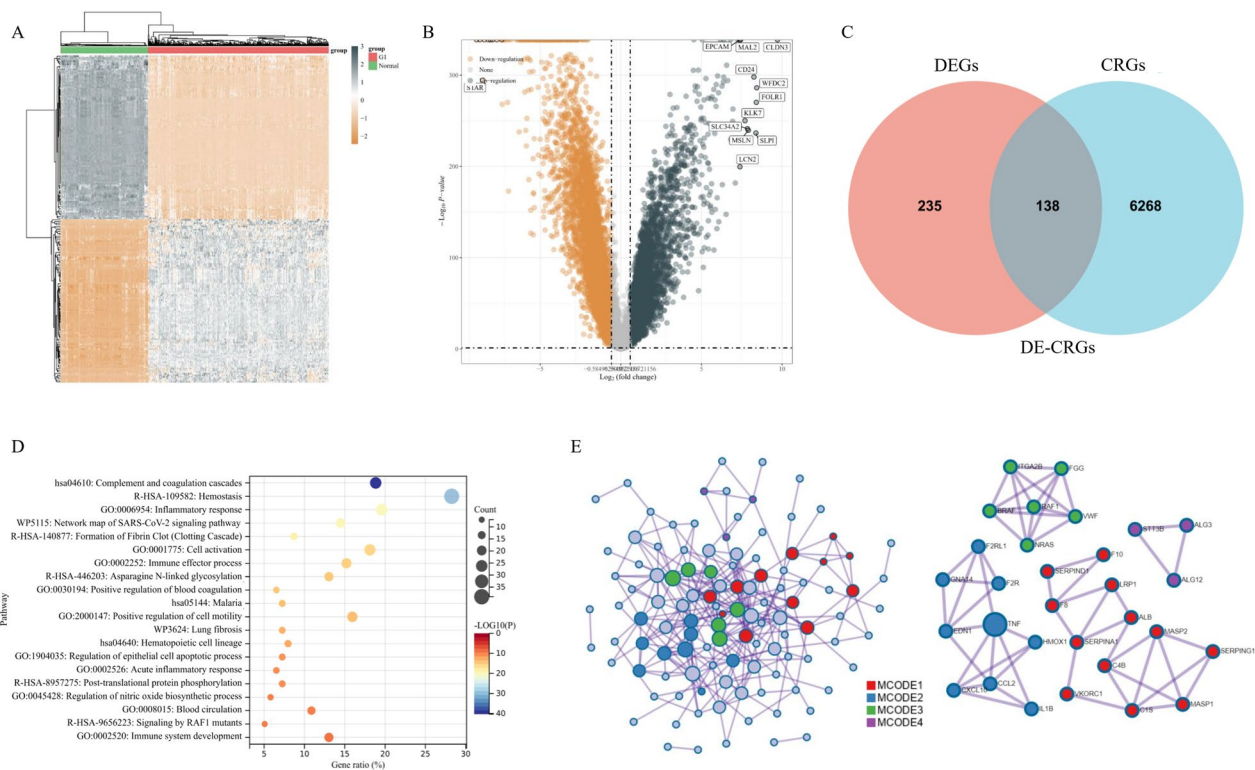 A
group
group
G1
Normal
3
2
1
0
−1
−2
B
Down−regulation
None
−regulation
STAR
EPCAM
MAL2
CLDN3
CD24
WFDC2
FOLR1
KLK7
SLC34A2
MSLN
SLPI
LCN2
300
200
100
0
−Log10 P−value
−5
5
10
Log2 (fold change)
C
DEGs
CRGs
235
138
6268
DE-CRGs
D
Pathway
hsa04610: Complement and coagulation cascades
R-HSA-109582: Hemostasis
GO:0006954: Inflammatory response
WP5115: Network map of SARS-CoV-2 signaling pathway
R-HSA-140877: Formation of Fibrin Clot (Clotting Cascade)
GO:0001775: Cell activation
GO:0002252: Immune effector process
R-HSA-446203: Asparagine N-linked glycosylation
GO:0030194: Positive regulation of blood coagulation
hsa05144: Malaria
GO:2000147: Positive regulation of cell motility
WP3624: Lung fibrosis
hsa04640: Hematopoietic cell lineage
GO:1904035: Regulation of epithelial cell apoptotic process
GO:0002526: Acute inflammatory response
R-HSA-8957275: Post-translational protein phosphorylation
GO:0045428: Regulation of nitric oxide biosynthetic process
GO:0008015: Blood circulation
R-HSA-9656223: Signaling by RAF1 mutants
GO:0002520: Immune system development
5
10
15
20
25
30
Gene ratio (%)
Count
10
15
20
25
30
35
-LOG10(P)
0
10
20
30
40
E
MCODE1
MCODE2
MCODE3
MCODE4
ITGA2B
FGG
BRAF
RAF1
VWF
NRAS
F2RL1
GNA14
F2R
TNF
EDN1
HMOX1
CCL2
CXCL10
IL1B
STT3B
ALG3
ALG12
F10
SERPIND1
LRP1
F8
ALB
SERPINA1
MASP2
SERPING1
C4B
VKORC1
C1S
MASP1